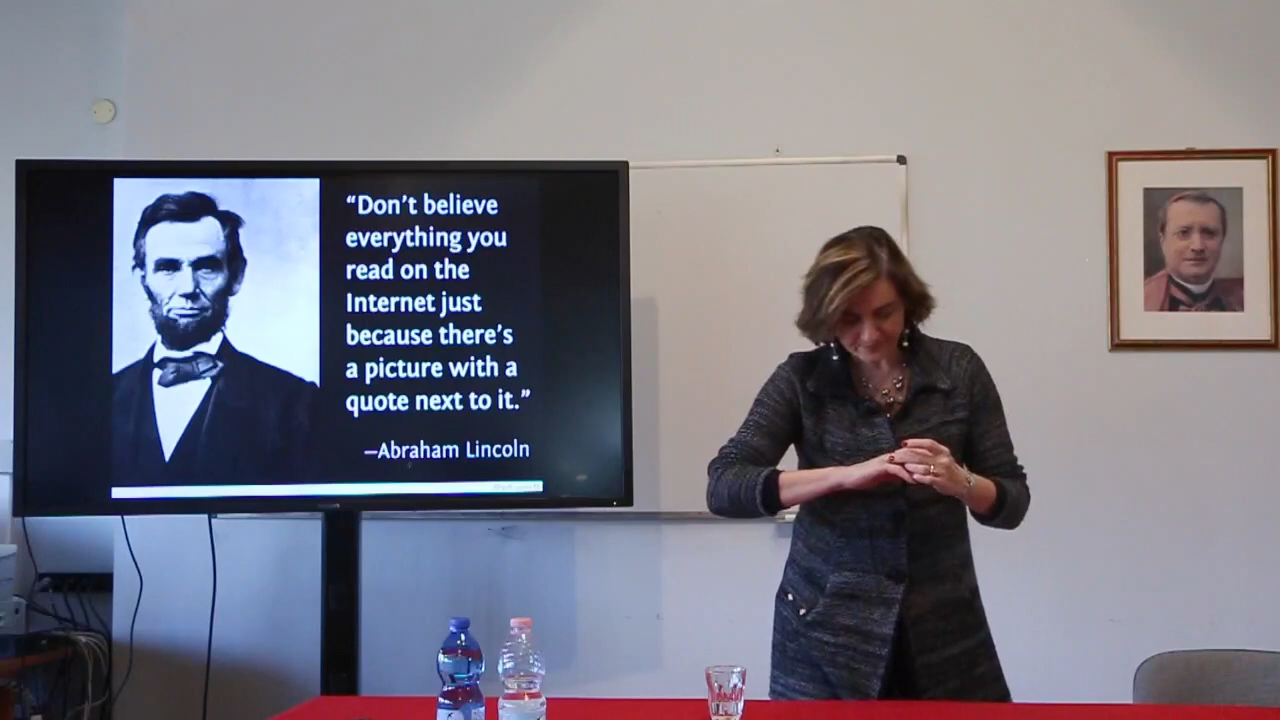 “Don’t believe
everything you
read on the
Internet just
because there’s
a picture with a
quote next to it.”
—Abraham Lincoln